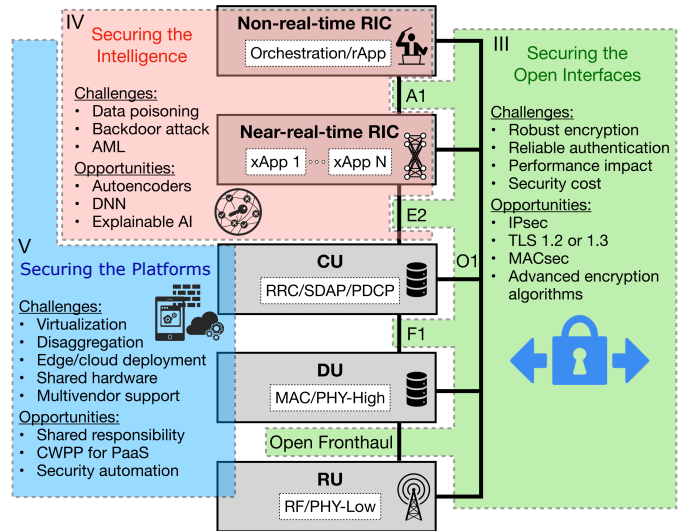 IV
Securing the
Intelligence
Challenges:
• Data poisoning
• Backdoor attack
• AML
Opportunities:
• Autoencoders
• DNN
• Explainable AI
V
Securing the Platforms
Challenges:
• Virtualization
• Disaggregation
• Edge/cloud deployment
• Shared hardware
• Multivendor support
Opportunities:
• Shared responsibility
• CWPP for PaaS
• Security automation
Non-real-time RIC
Orchestration/rApp
A1
Near-real-time RIC
xApp 1 ··· xApp N
E2
CU
RRC/SDAP/PDCP
O1
F1
DU
MAC/PHY-High
Open Fronthaul
RU
RF/PHY-Low
III
Securing the
Open Interfaces
Challenges:
• Robust encryption
• Reliable authentication
• Performance impact
• Security cost
Opportunities:
• IPsec
• TLS 1.2 or 1.3
• MACsec
• Advanced encryption
algorithms